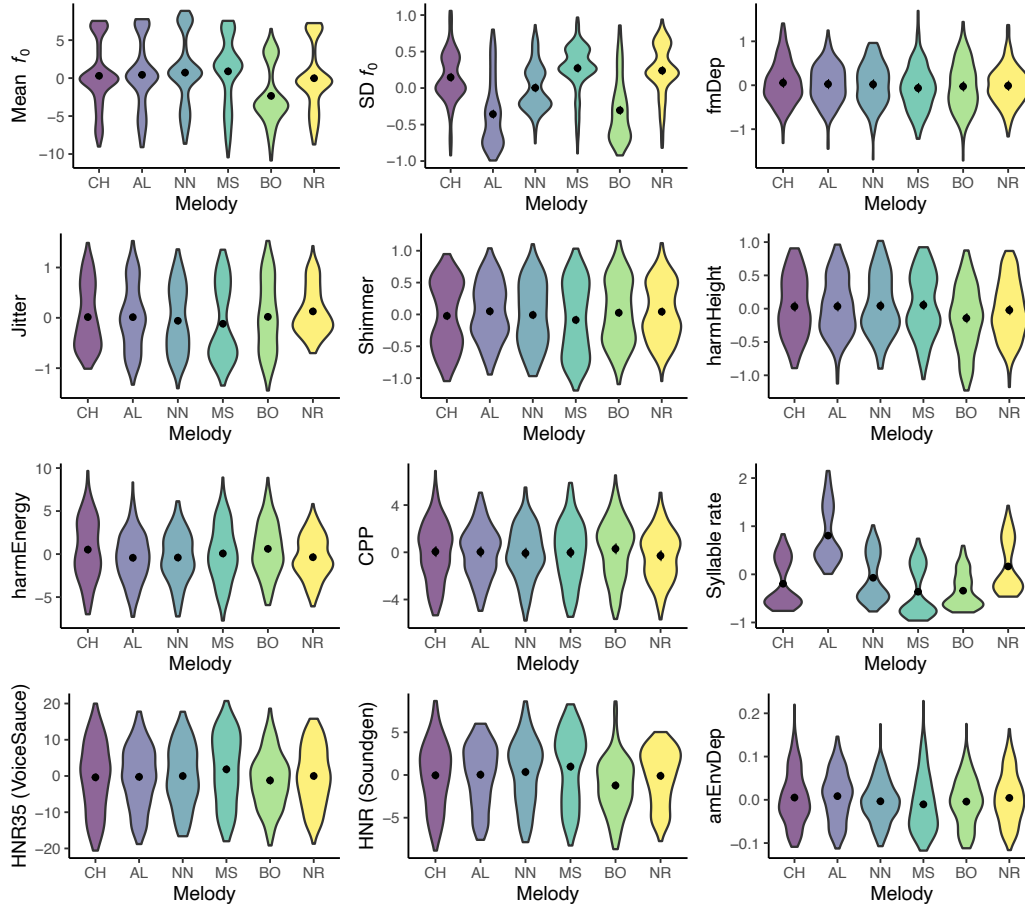 Mean f0
5
0
−5
−10
CH AL NN MS BO NR
Melody
SD f0
1.0
0.5
0.0
−0.5
−1.0
CH AL NN MS BO NR
Melody
fmDep
1
0
−1
CH AL NN MS BO NR
Melody
Jitter
1
0
−1
CH AL NN MS BO NR
Melody
Shimmer
1.0
0.5
0.0
−0.5
−1.0
CH AL NN MS BO NR
Melody
harmHeight
1.0
0.5
0.0
−0.5
−1.0
CH AL NN MS BO NR
Melody
harmEnergy
10
5
0
−5
CH AL NN MS BO NR
Melody
CPP
4
0
−4
CH AL NN MS BO NR
Melody
Syllable rate
2
1
0
−1
CH AL NN MS BO NR
Melody
HNR35 (VoiceSauce)
20
10
0
−10
−20
CH AL NN MS BO NR
Melody
HNR (Soundgen)
5
0
−5
CH AL NN MS BO NR
Melody
amEnvDep
0.2
0.1
0.0
−0.1
CH AL NN MS BO NR
Melody